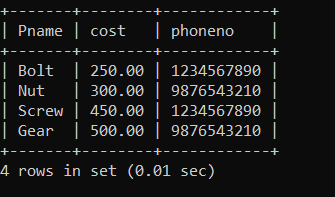 +-------+--------+------------+
| Pname | cost   | phoneno    |
+-------+--------+------------+
| Bolt  | 250.00 | 1234567890 |
| Nut   | 300.00 | 9876543210 |
| Screw | 450.00 | 1234567890 |
| Gear  | 500.00 | 9876543210 |
+-------+--------+------------+
4 rows in set (0.01 sec)